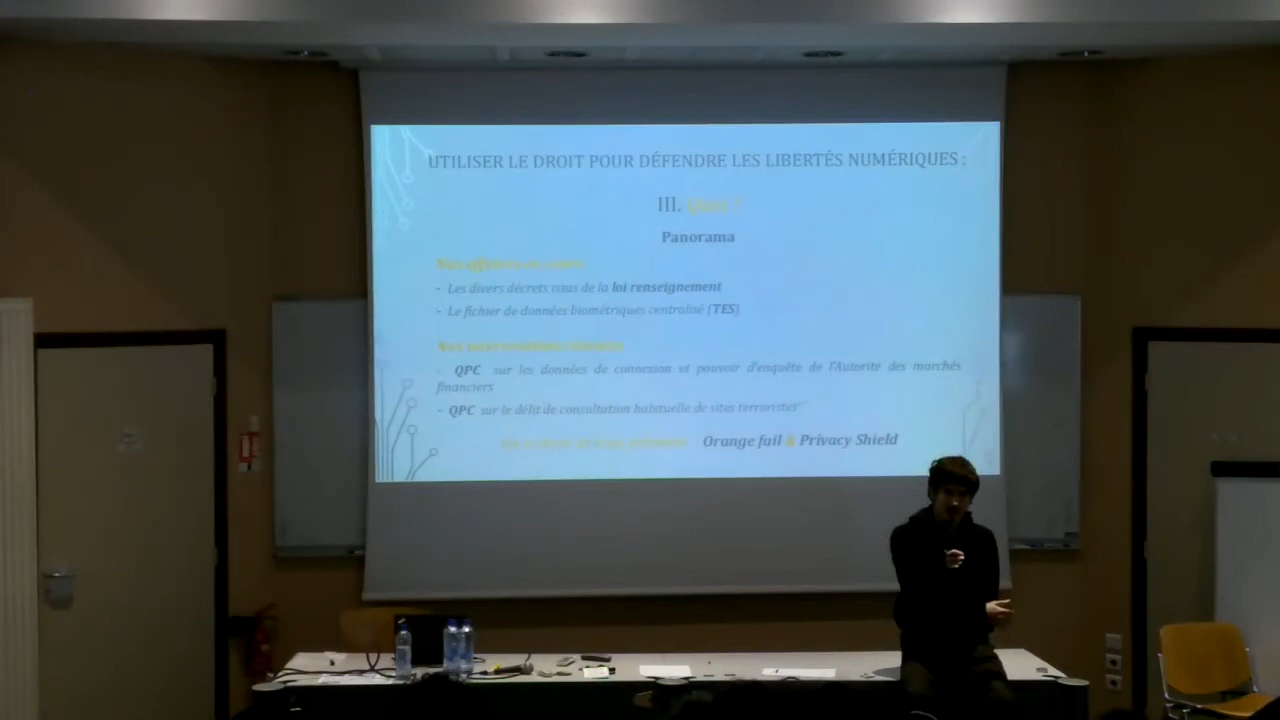 UTILISER LE DROIT POUR DÉFENDRE LES LIBERTÉS NUMÉRIQUES :
III. Quoi ?
Panorama
- Les divers décrets issus de la loi renseignement
- Le fichier de données biométriques centralisé (TES)
- QPC sur les données de connexion et pouvoir d'enquête de l'Autorité des marchés
financiers
- QPC sur le délit de consultation habituelle de sites terroristes
Orange fail & Privacy Shield